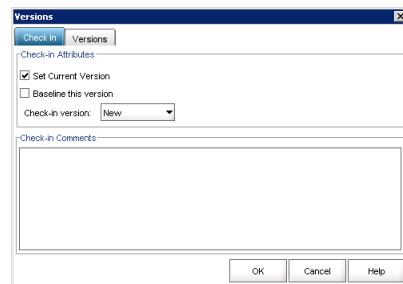 Versions
Check In Versions
Check-in Attributes
Set Current Version
Baseline this version
Check-in version: New
Check-in Comments
OK Cancel Help